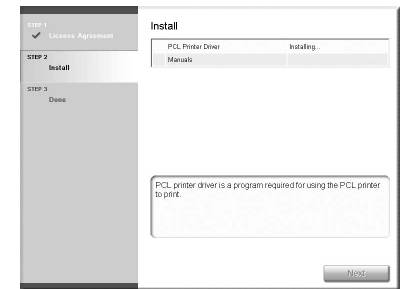 STEP 1
License Agreement
STEP 2
Install
STEP 3
Done
Install
PCL Printer Driver Installing...
Manuals
PCL printer driver is a program required for using the PCL printer
to print.
Next